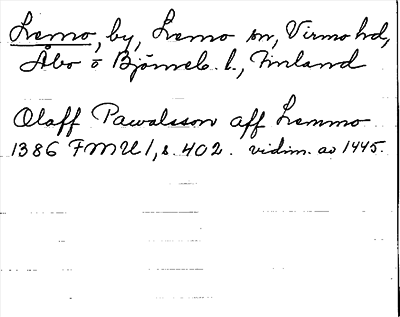 Lemo, by, Lemo sn, Virmo hd,
Åbo o Björneb. l., Finland
Olaff Pawalsson aff Lemmo
1386 FMU 1, s. 402. vidim. av 1445.